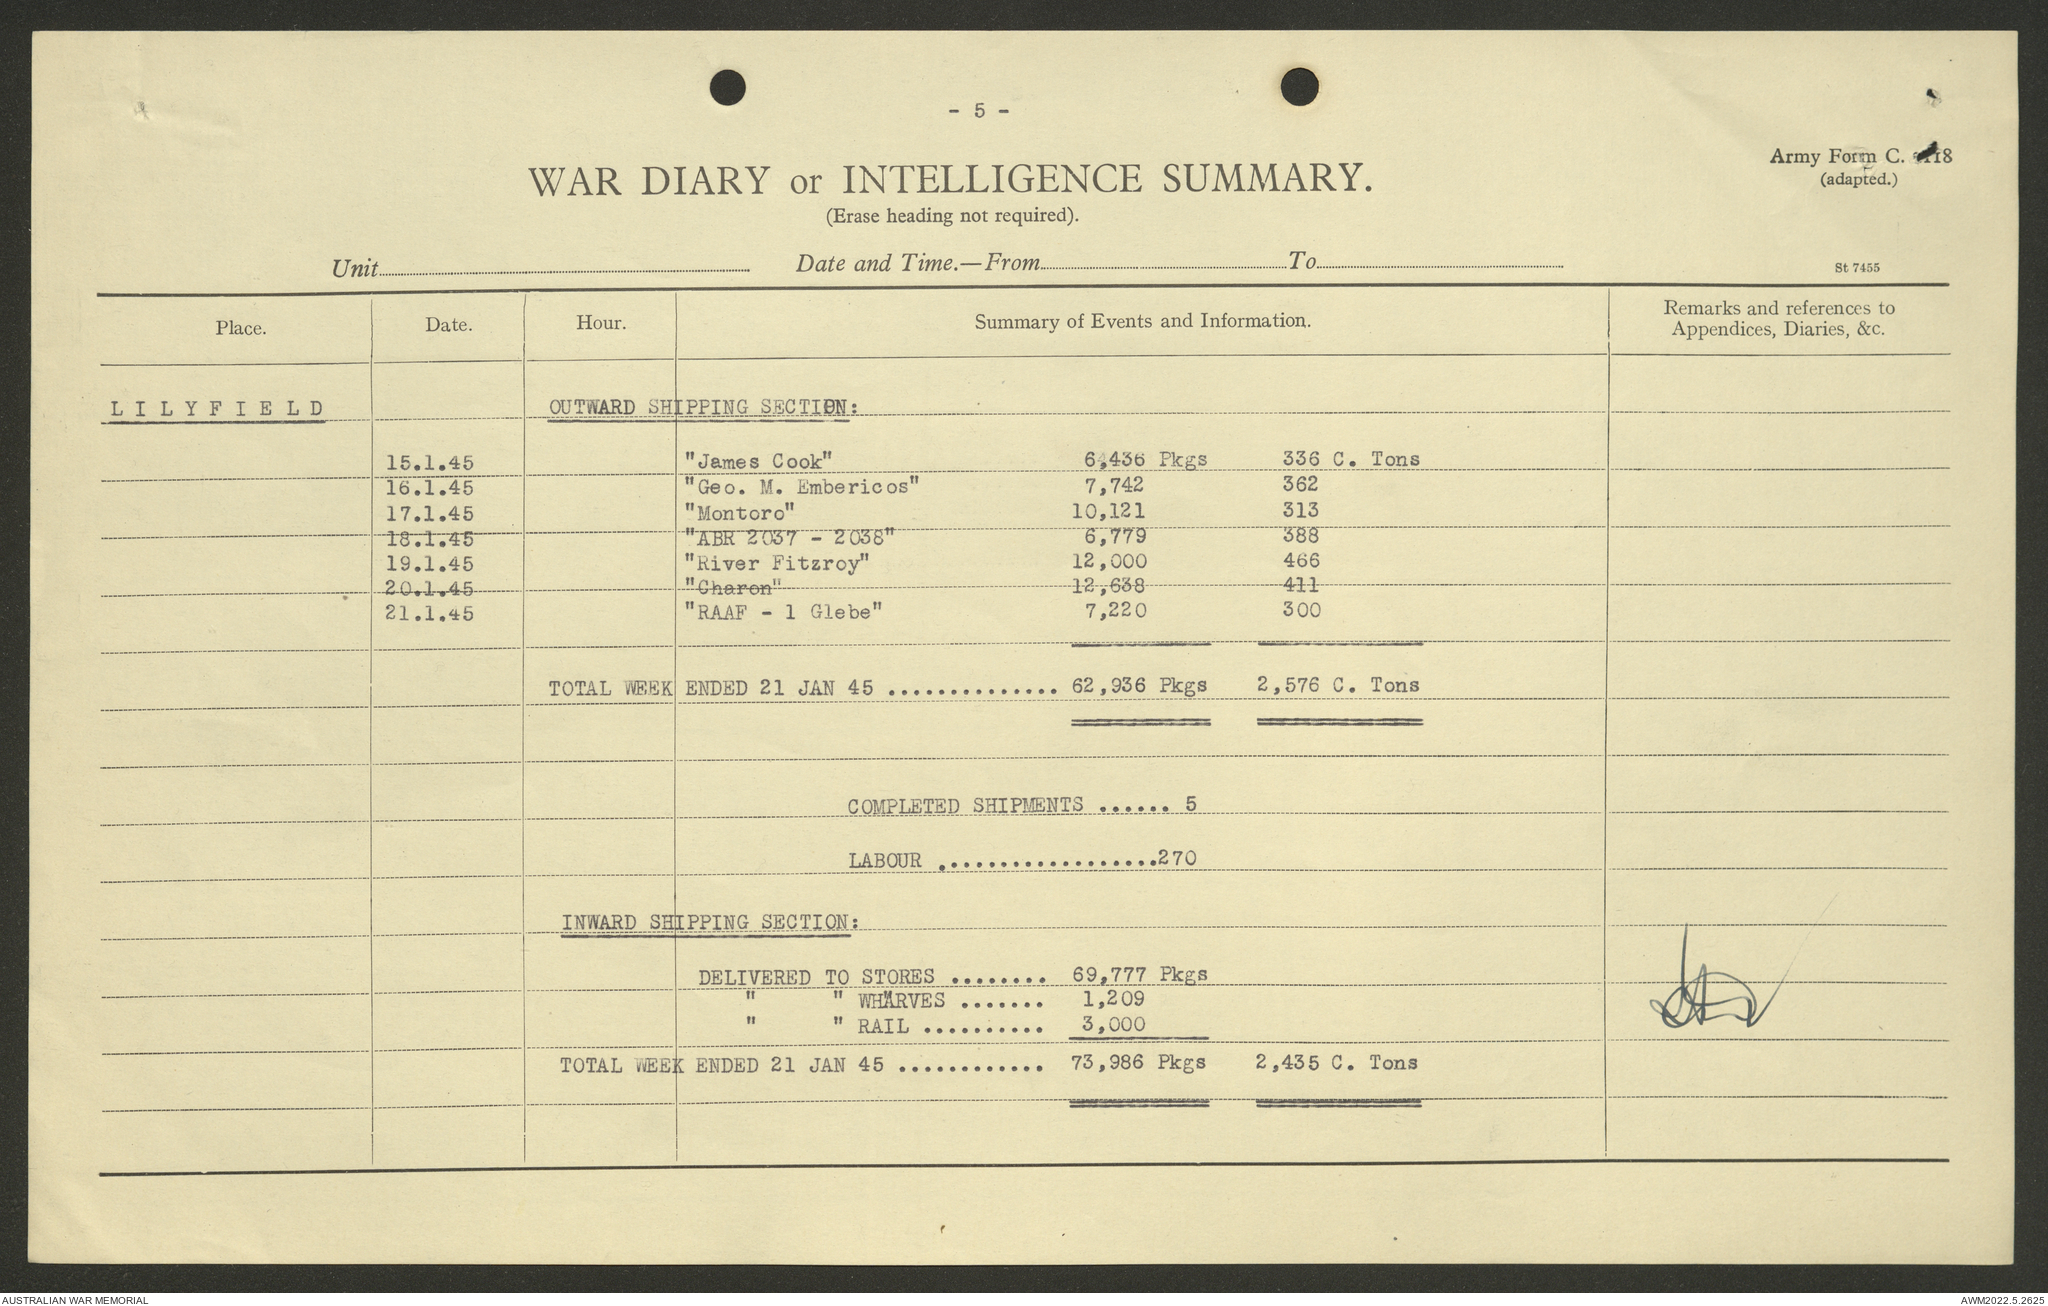 - 5 -
Army Form C. 2118
(adapted.)
WAR DIARY or INTELLIGENCE SUMMARY.
(Erase heading not required).
Unit Date and Time.—From To
St 7455
Place. Date. Hour. Summary of Events and Information. Remarks and references to
Appendices, Diaries, &c.
LILYFIELD OUTWARD SHIPPING SECTION:
15.1.45 "James Cook" 6,436 Pkgs 336 C. Tons
16.1.45 "Geo. M. Embericos" 7,742 362
17.1.45 "Montoro" 10,121 313
18.1.45 "ABR 2037 - 2038" 6,779 388
19.1.45 "River Fitzroy" 12,000 466
20.1.45 "Charon" 12,638 411
21.1.45 "RAAF - 1 Glebe" 7,220 300
TOTAL WEEK ENDED 21 JAN 45 .............. 62,936 Pkgs 2,576 C. Tons
COMPLETED SHIPMENTS ...... 5
LABOUR ..................270
INWARD SHIPPING SECTION:
DELIVERED TO STORES ........ 69,777 Pkgs
" " WHARVES ....... 1,209
" " RAIL .......... 3,000
TOTAL WEEK ENDED 21 JAN 45 ............ 73,986 Pkgs 2,435 C. Tons
AUSTRALIAN WAR MEMORIAL AWM2022.5.2625